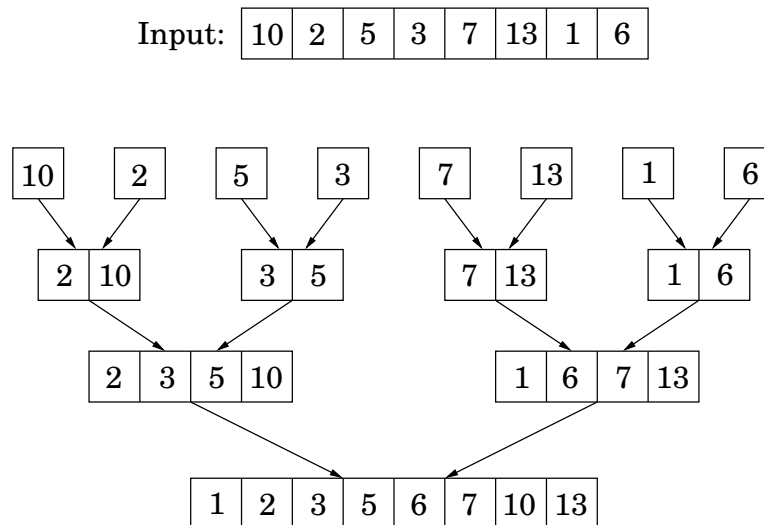 Input: 10 2 5 3 7 13 1 6
10 2 5 3 7 13 1 6
2 10 3 5 7 13 1 6
2 3 5 10 1 6 7 13
1 2 3 5 6 7 10 13